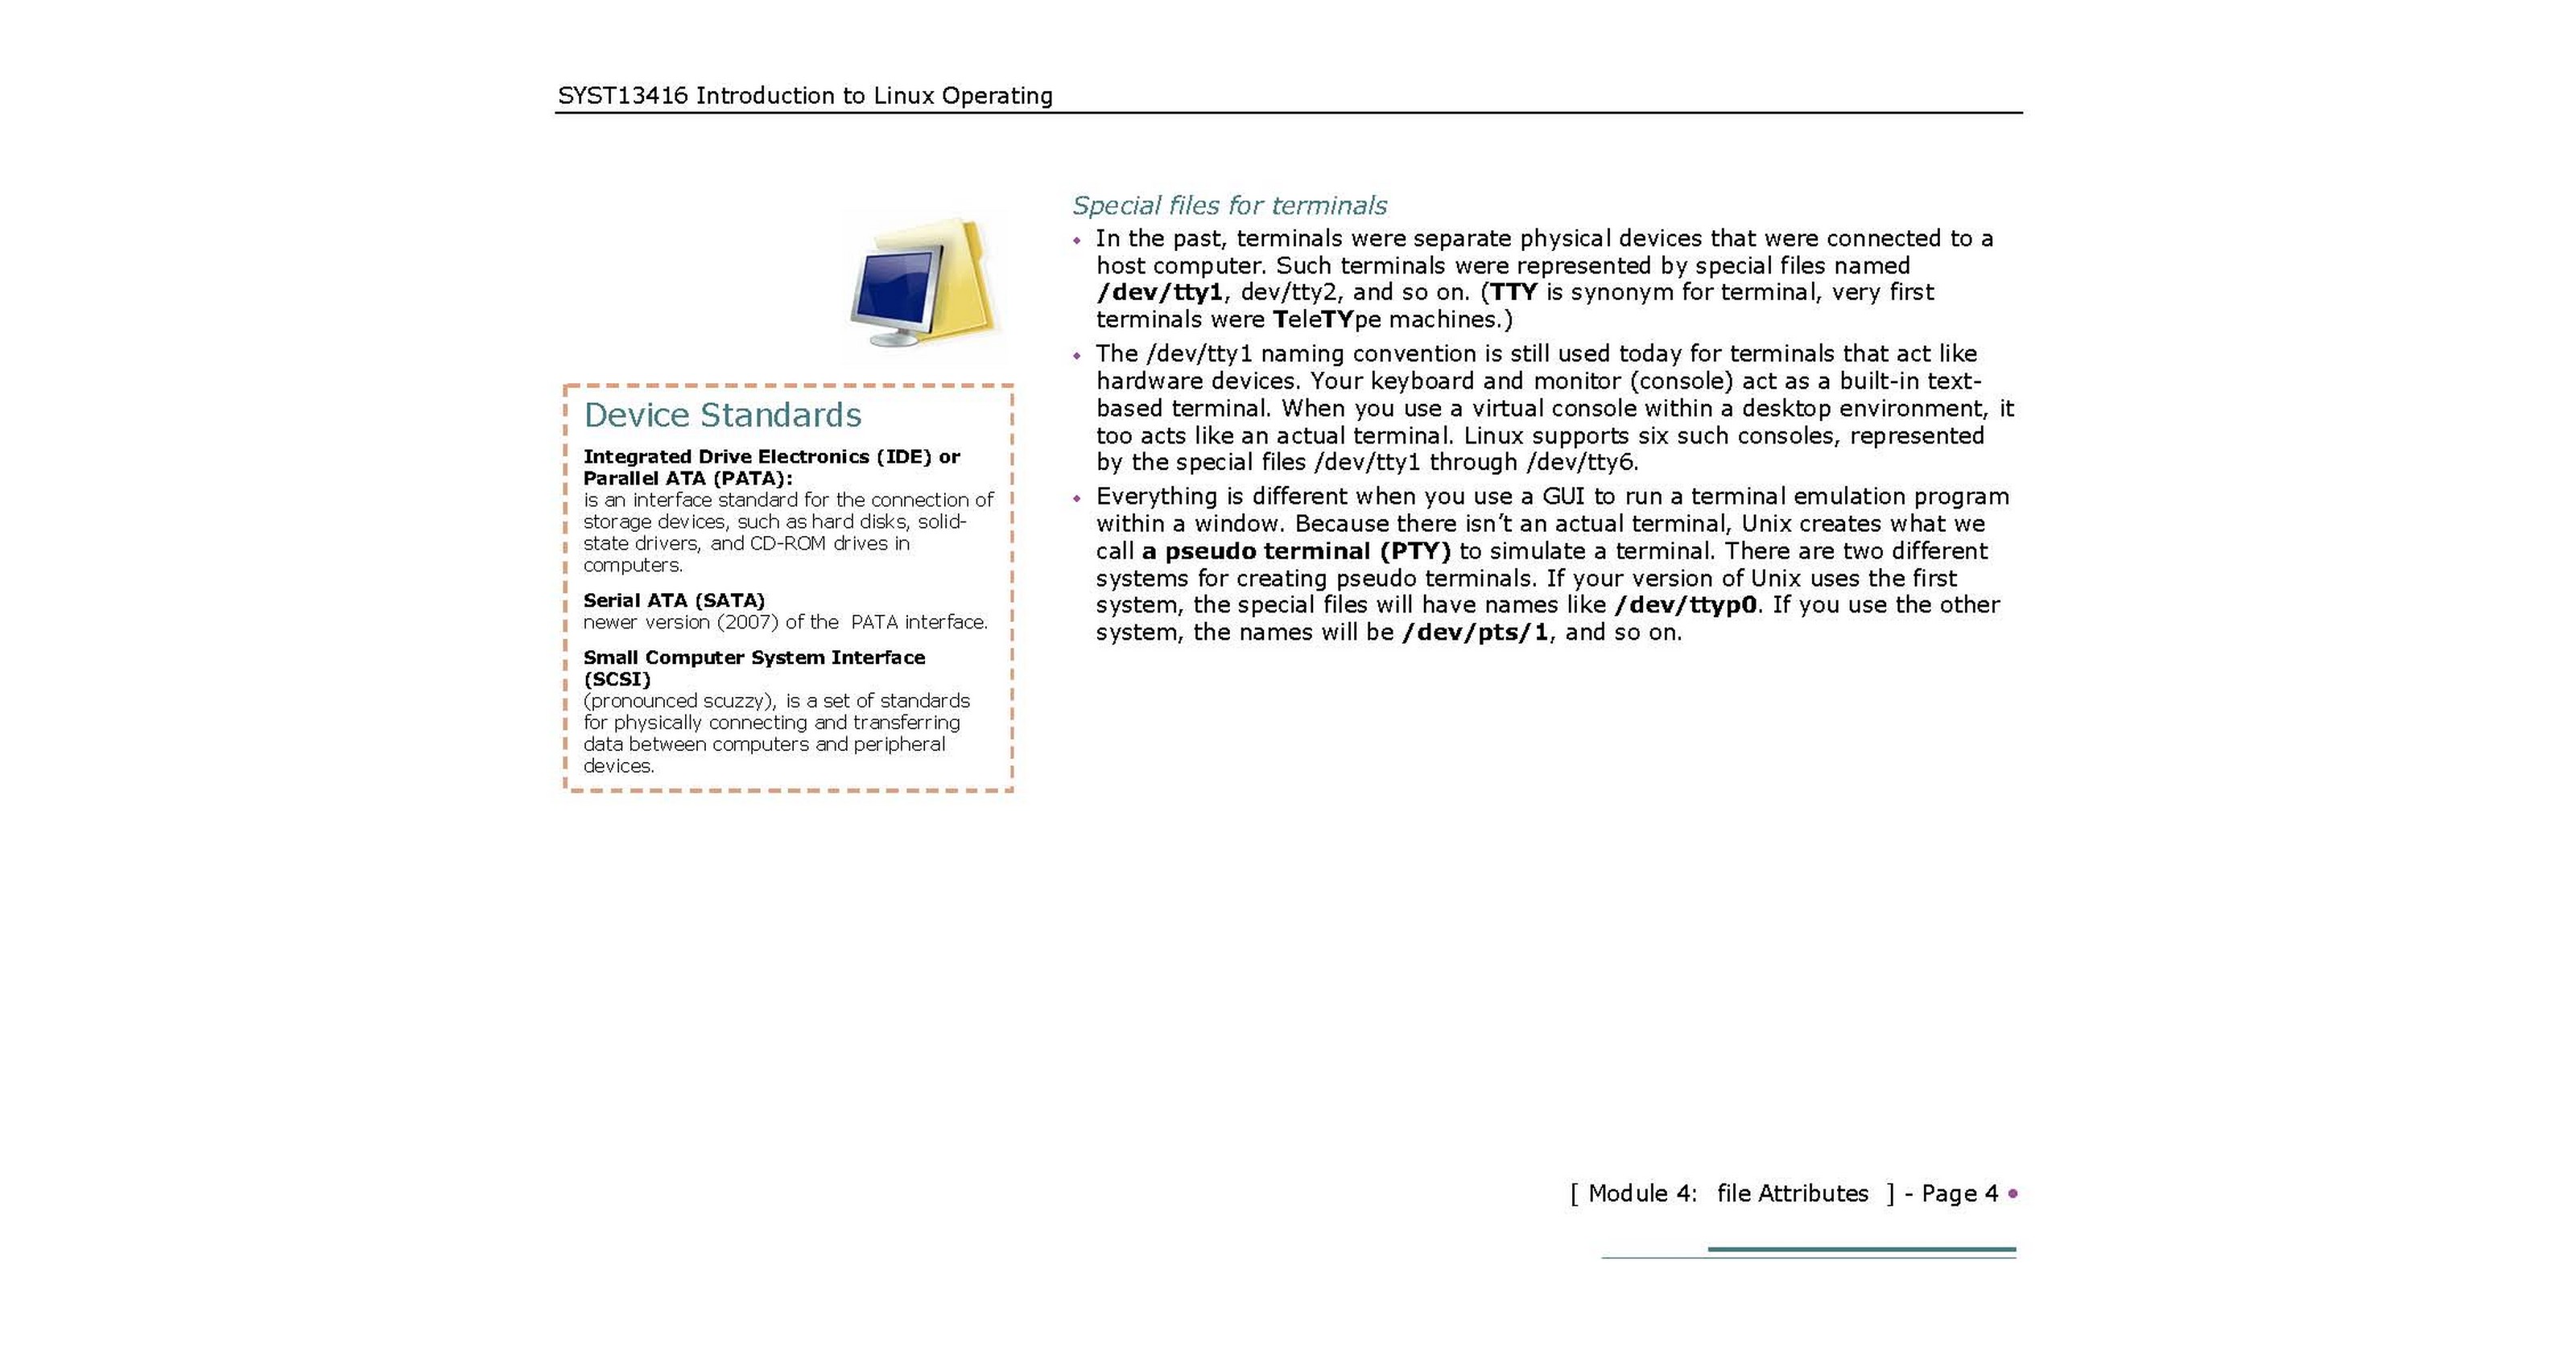 SYST13416 Introduction to Linux Operating
Special files for terminals
• In the past, terminals were separate physical devices that were connected to a
host computer. Such terminals were represented by special files named
/dev/tty1, dev/tty2, and so on. (TTY is synonym for terminal, very first
terminals were TeleTYpe machines.)
• The /dev/tty1 naming convention is still used today for terminals that act like
hardware devices. Your keyboard and monitor (console) act as a built-in text-
based terminal. When you use a virtual console within a desktop environment, it
too acts like an actual terminal. Linux supports six such consoles, represented
by the special files /dev/tty1 through /dev/tty6.
• Everything is different when you use a GUI to run a terminal emulation program
within a window. Because there isn’t an actual terminal, Unix creates what we
call a pseudo terminal (PTY) to simulate a terminal. There are two different
systems for creating pseudo terminals. If your version of Unix uses the first
system, the special files will have names like /dev/ttyp0. If you use the other
system, the names will be /dev/pts/1, and so on.
Device Standards
Integrated Drive Electronics (IDE) or
Parallel ATA (PATA):
is an interface standard for the connection of
storage devices, such as hard disks, solid-
state drivers, and CD-ROM drives in
computers.
Serial ATA (SATA)
newer version (2007) of the PATA interface.
Small Computer System Interface
(SCSI)
(pronounced scuzzy), is a set of standards
for physically connecting and transferring
data between computers and peripheral
devices.
[ Module 4: file Attributes ] - Page 4 •